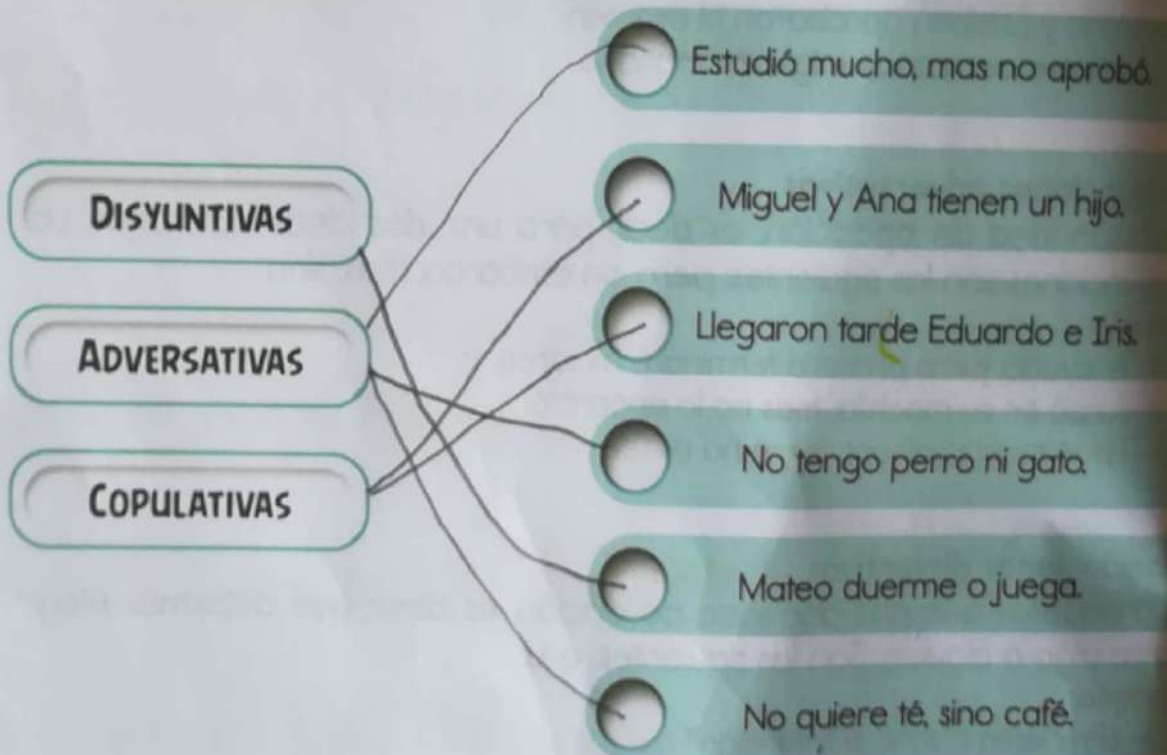 Estudió mucho, mas no aprobó.
DISYUNTIVAS
Miguel y Ana tienen un hijo.
ADVERSATIVAS
Llegaron tarde Eduardo e Iris.
COPULATIVAS
No tengo perro ni gato.
Mateo duerme o juega.
No quiere té, sino café.